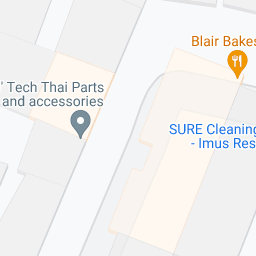 Blair Bakes
' Tech Thai Parts
and accessories
SURE Cleaning
- Imus Res